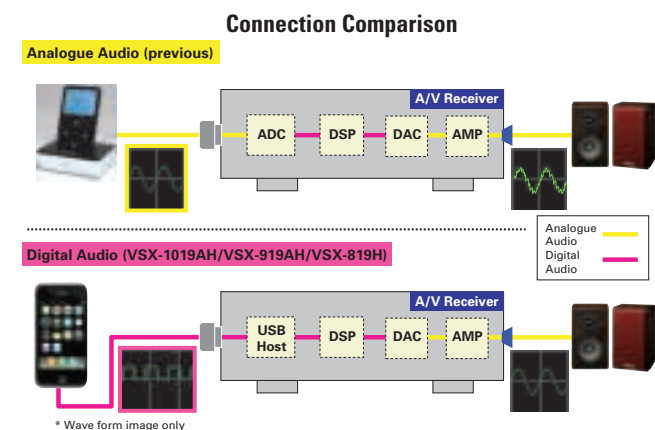 Connection Comparison
Analogue Audio (previous)
A/V Receiver
ADC
DSP
DAC
AMP
Analogue
Audio
Digital
Audio
Digital Audio (VSX-1019AH/VSX-919AH/VSX-819H)
A/V Receiver
USB
Host
DSP
DAC
AMP
* Wave form image only